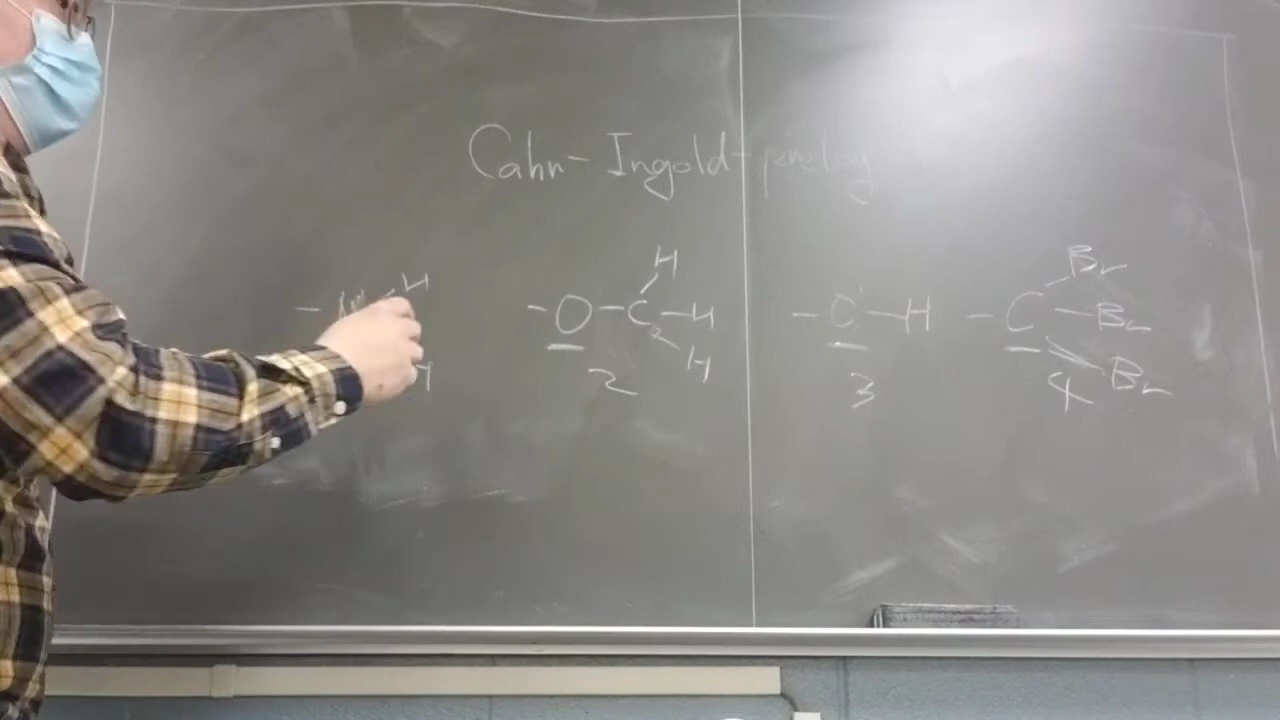 Cahn-Ingold-
H H
- O - C - H - C - H - C - Br
H Br Br
2 3 4